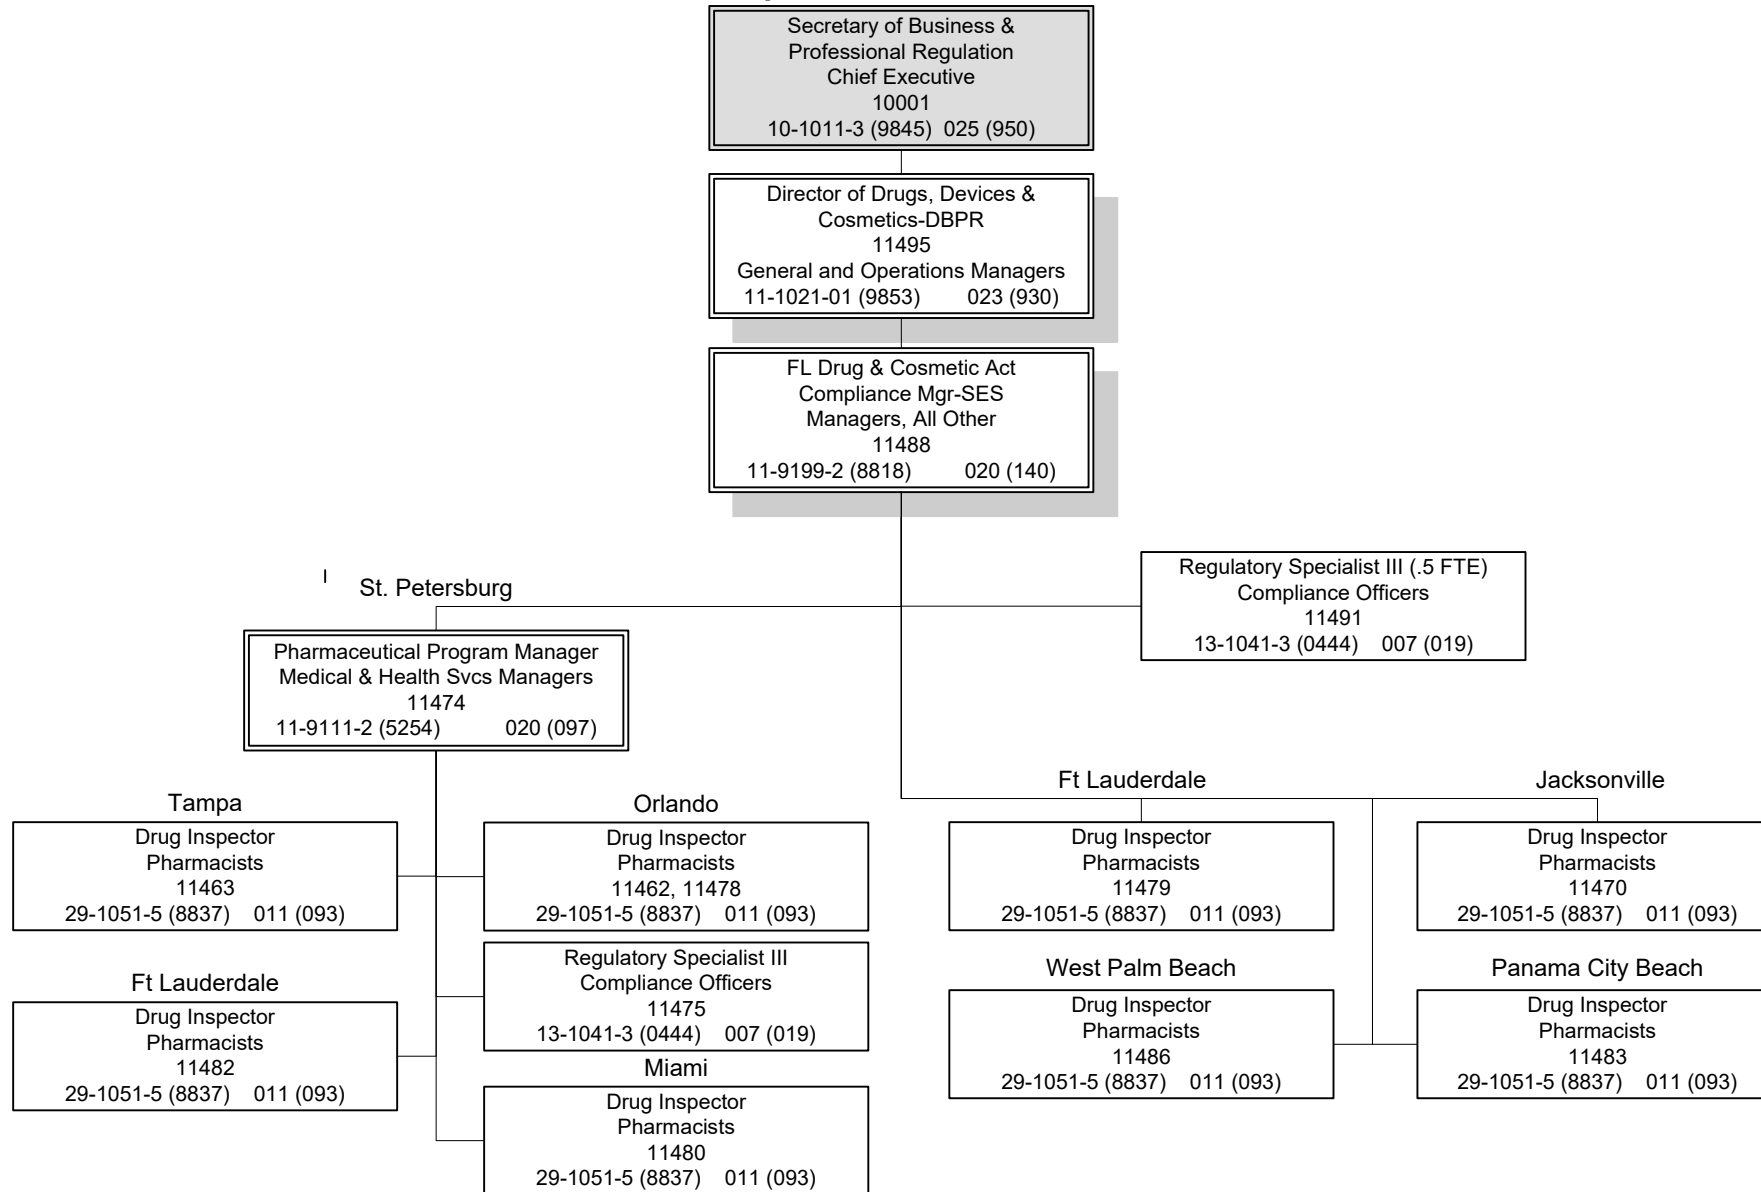 Secretary of Business &
Professional Regulation
Chief Executive
10001
10-1011-3 (9845) 025 (950)
Director of Drugs, Devices &
Cosmetics-DBPR
11495
General and Operations Managers
11-1021-01 (9853) 023 (930)
FL Drug & Cosmetic Act
Compliance Mgr-SES
Managers, All Other
11488
11-9199-2 (8818) 020 (140)
Regulatory Specialist III (.5 FTE)
Compliance Officers
11491
13-1041-3 (0444) 007 (019)
St. Petersburg
Pharmaceutical Program Manager
Medical & Health Svcs Managers
11474
11-9111-2 (5254) 020 (097)
Tampa
Drug Inspector
Pharmacists
11463
29-1051-5 (8837) 011 (093)
Orlando
Drug Inspector
Pharmacists
11462, 11478
29-1051-5 (8837) 011 (093)
Ft Lauderdale
Drug Inspector
Pharmacists
11482
29-1051-5 (8837) 011 (093)
Regulatory Specialist III
Compliance Officers
11475
13-1041-3 (0444) 007 (019)
Miami
Drug Inspector
Pharmacists
11480
29-1051-5 (8837) 011 (093)
Ft Lauderdale
Drug Inspector
Pharmacists
11479
29-1051-5 (8837) 011 (093)
Jacksonville
Drug Inspector
Pharmacists
11470
29-1051-5 (8837) 011 (093)
West Palm Beach
Drug Inspector
Pharmacists
11486
29-1051-5 (8837) 011 (093)
Panama City Beach
Drug Inspector
Pharmacists
11483
29-1051-5 (8837) 011 (093)